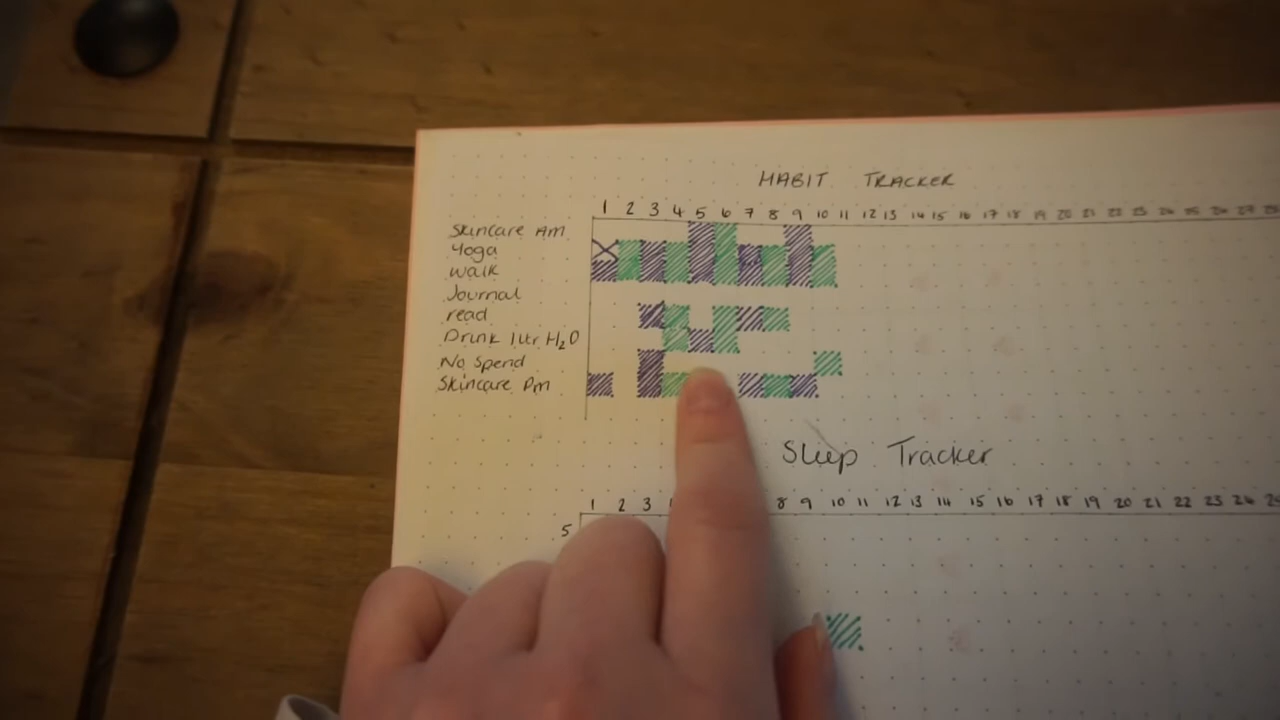 HABIT TRACKER
1 2 3 4 5 6 7 8 9 10 11 12 13 14 15 16 17 18 19 20 21 22 23 24 25 26 27 28
Skincare Am
Yoga
Walk
Journal
read
Drink 1Ltr H₂O
No Spend
Skincare Pm
Sleep Tracker
1 2 3 8 9 10 11 12 13 14 15 16 17 18 19 20 21 22 23 24
5